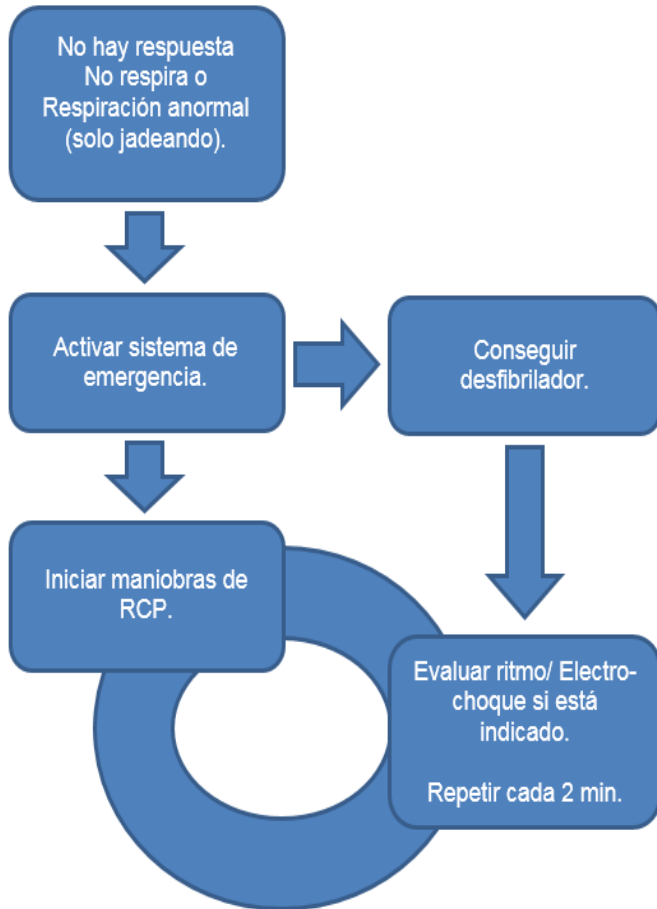 No hay respuesta
No respira o
Respiración anormal
(solo jadeando).
Activar sistema de
emergencia.
Conseguir
desfibrilador.
Iniciar maniobras de
RCP.
Evaluar ritmo/ Electro-
choque si está
indicado.
Repetir cada 2 min.